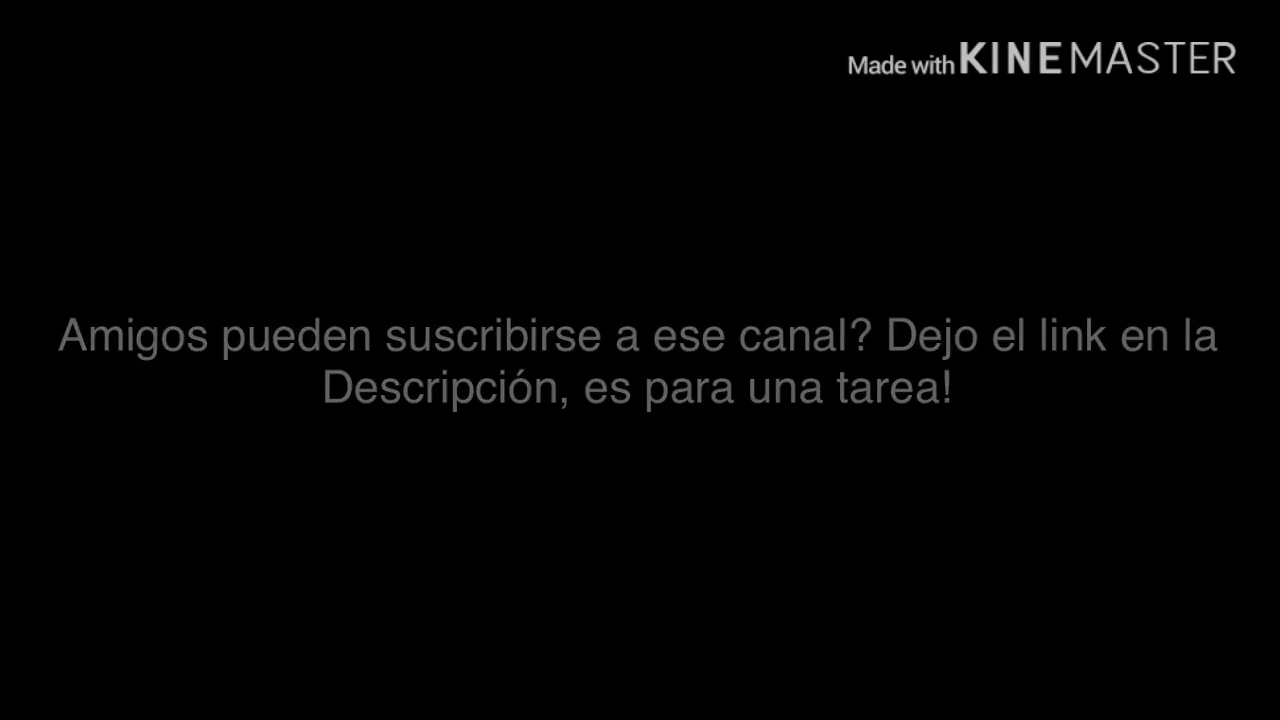 Made with KINEMASTER
Amigos pueden suscribirse a ese canal? Dejo el link en la
Descripción, es para una tarea!